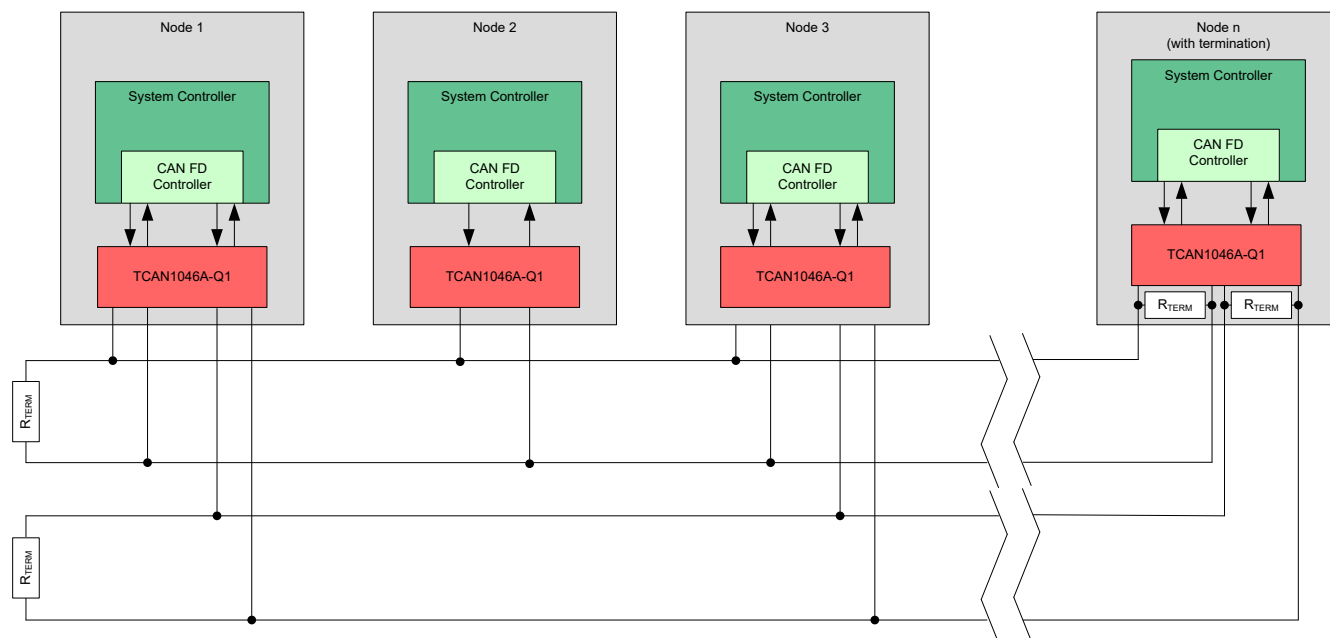 Node 1
System Controller
CAN FD
Controller
TCAN1046A-Q1
Node 2
System Controller
CAN FD
Controller
TCAN1046A-Q1
Node 3
System Controller
CAN FD
Controller
TCAN1046A-Q1
Node n
(with termination)
System Controller
CAN FD
Controller
TCAN1046A-Q1
RTERM
RTERM
RTERM
RTERM